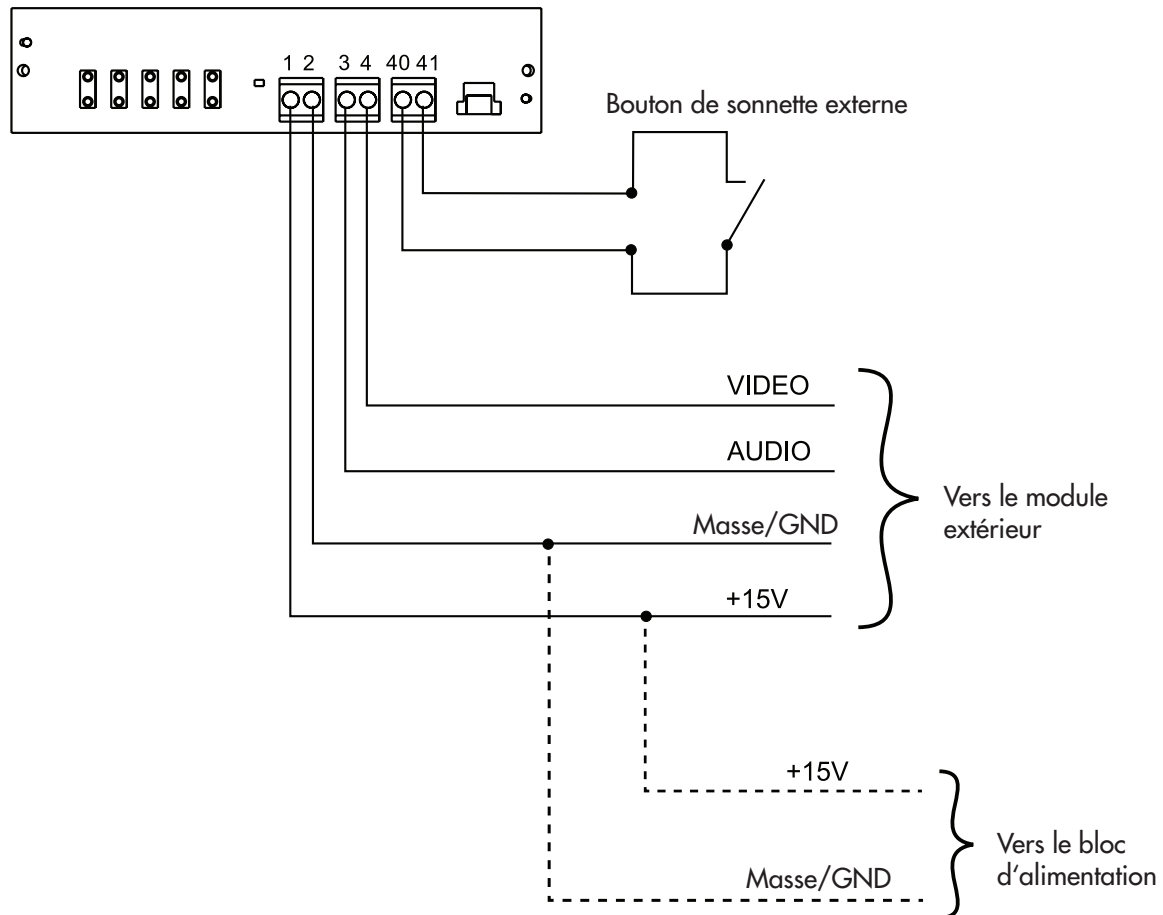 1 2 3 4 40 41
Bouton de sonnette externe
VIDEO
AUDIO
Masse/GND
+15V
Vers le module
extérieur
+15V
Masse/GND
Vers le bloc
d'alimentation